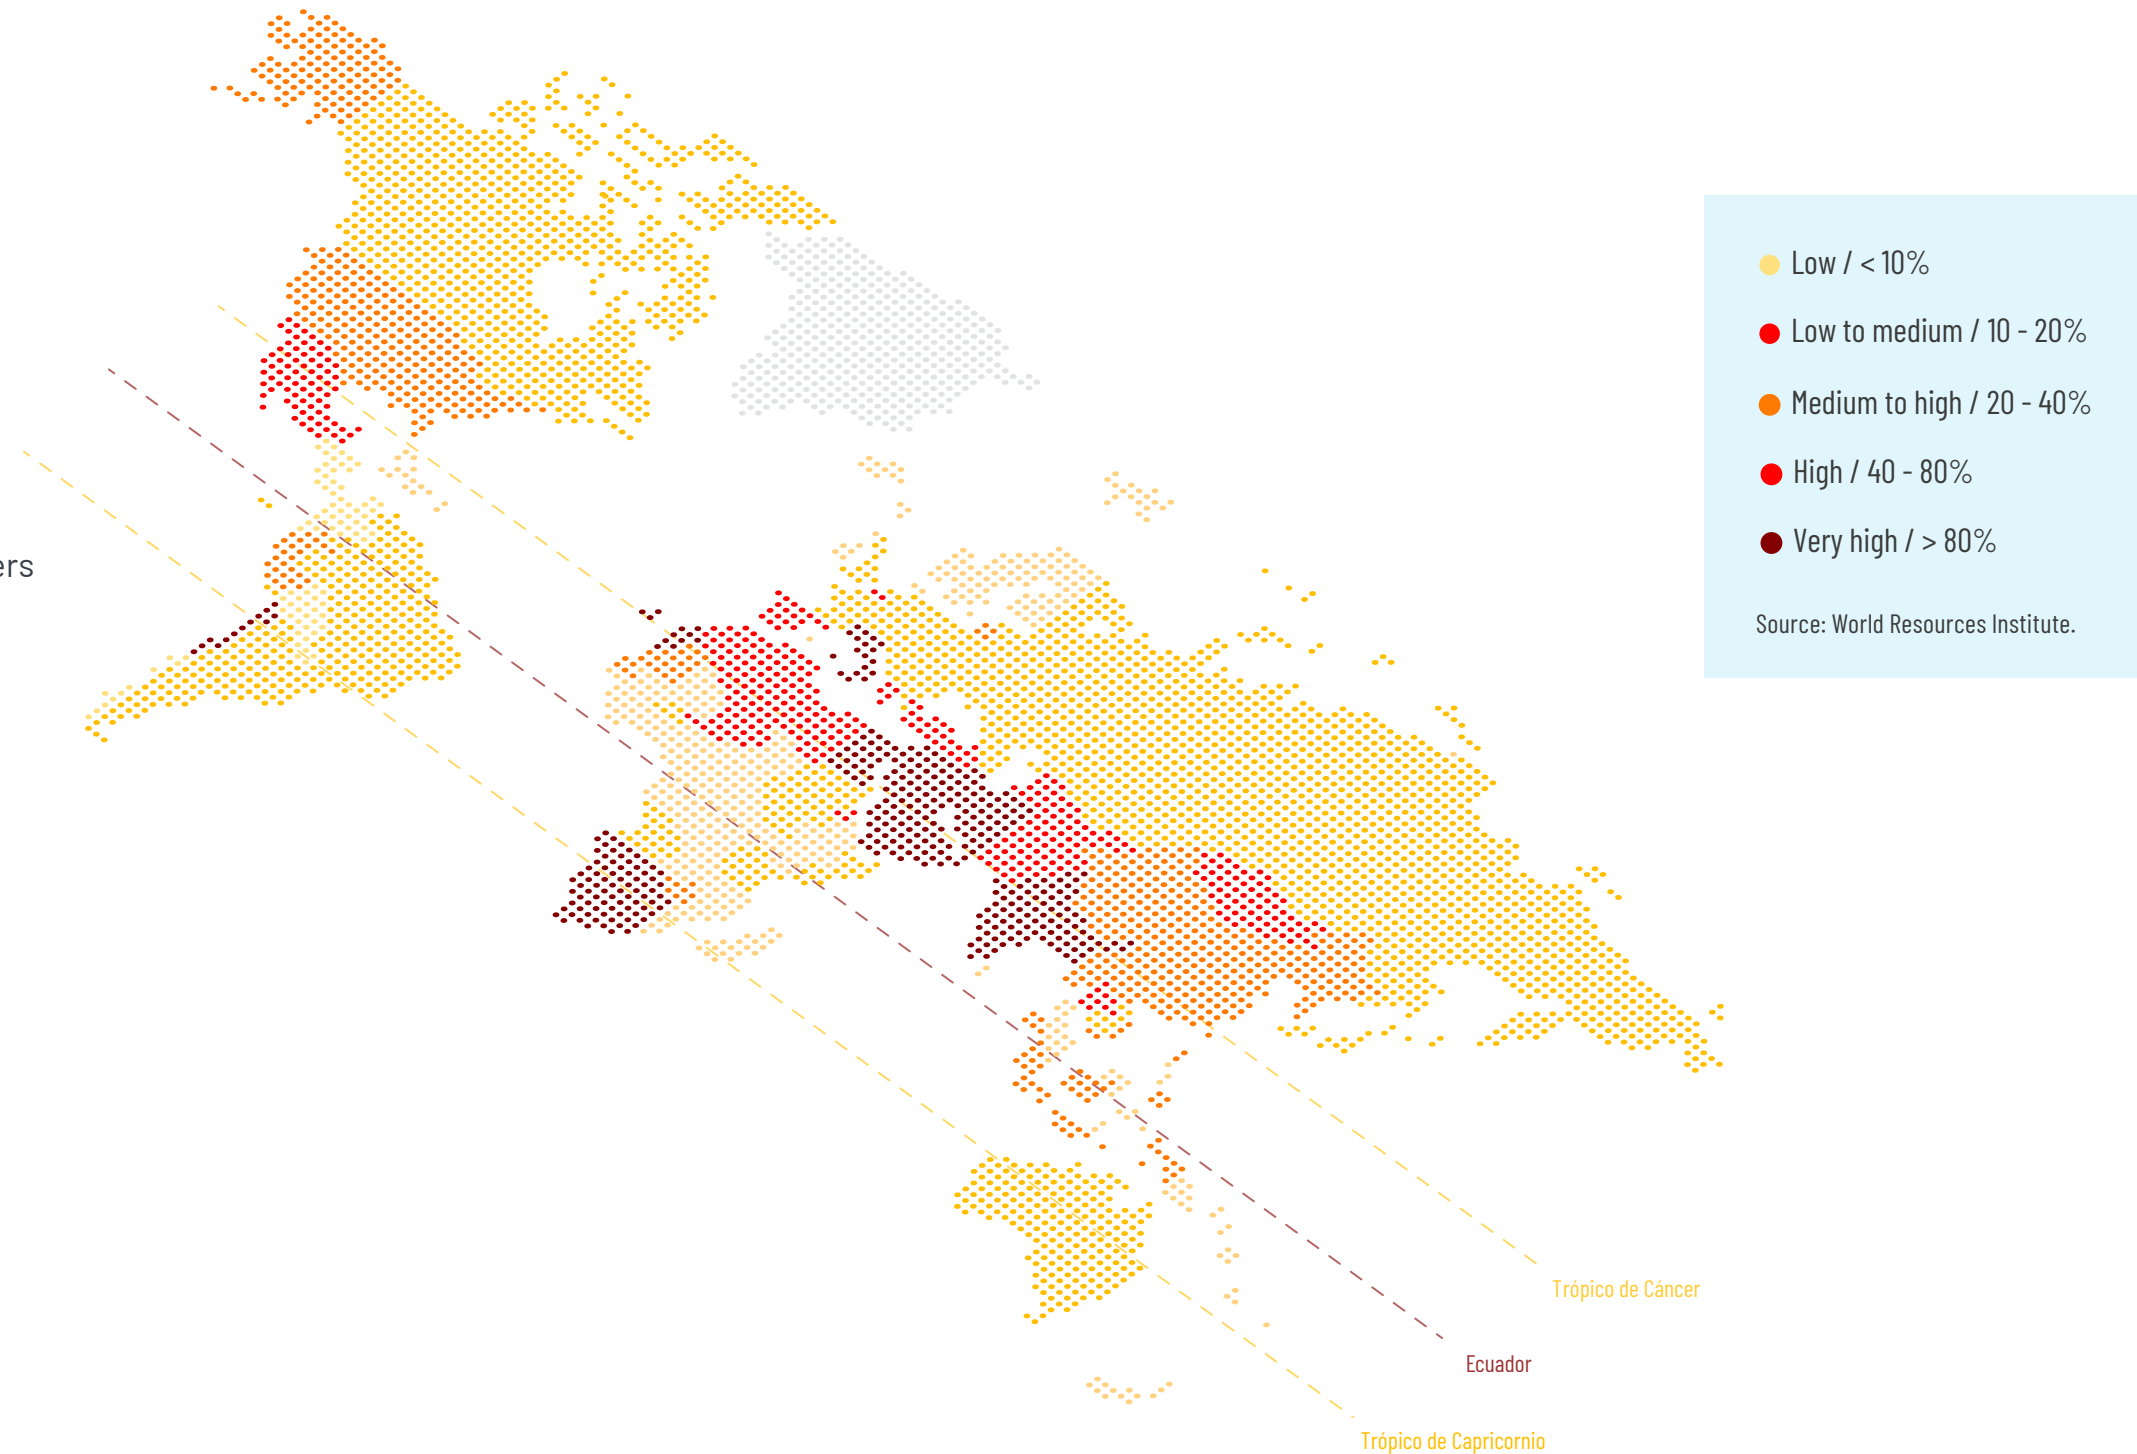 ers
Low / < 10%
Low to medium / 10 - 20%
Medium to high / 20 - 40%
High / 40 - 80%
Very high / > 80%
Source: World Resources Institute.
Trópico de Cáncer
Ecuador
Trópico de Capricornio